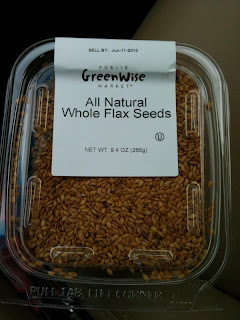 SELL BY: Jun-11-2010
PUBLIX
GreenWise
MARKET
All Natural
Whole Flax Seeds
U
NET WT. 9.4 OZ (266g)
PULL TAB LIFT CORNER